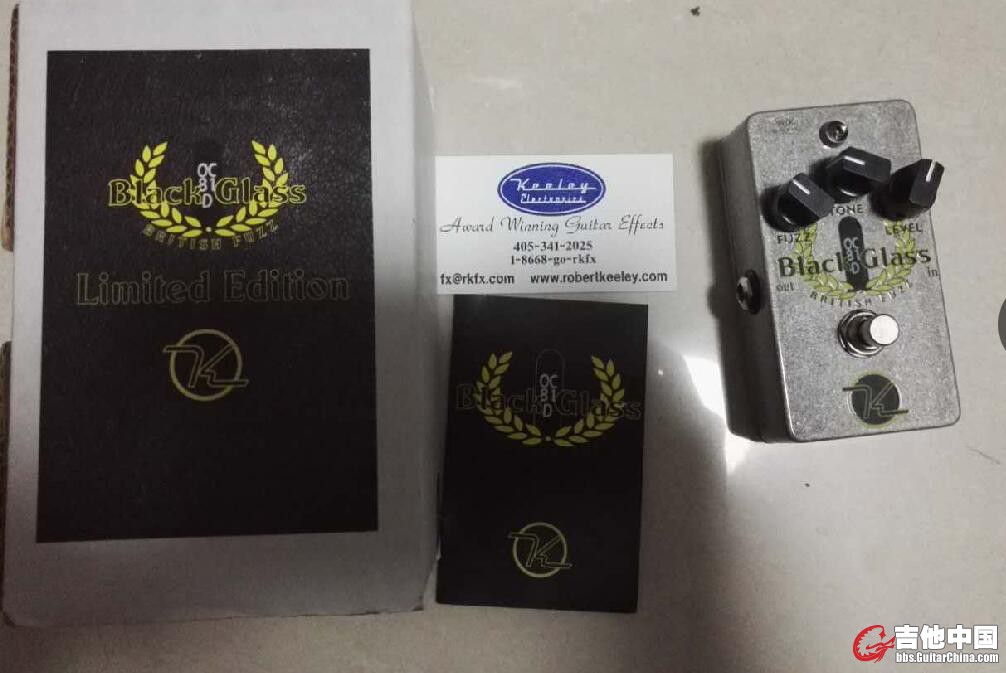 OC
81
D
Black Glass
BRITISH FUZZ
Limited Edition
K
Keeley
Electronics
Award Winning Guitar Effects
405-341-2025
1-8668-go-rkfx
fx@rkfx.com www.robertkeeley.com
OC
81
D
Black Glass
K
FUZZ
TONE
LEVEL
OC
81
D
Black Glass
out
in
BRITISH FUZZ
K
吉他中国
bbs.GuitarChina.com